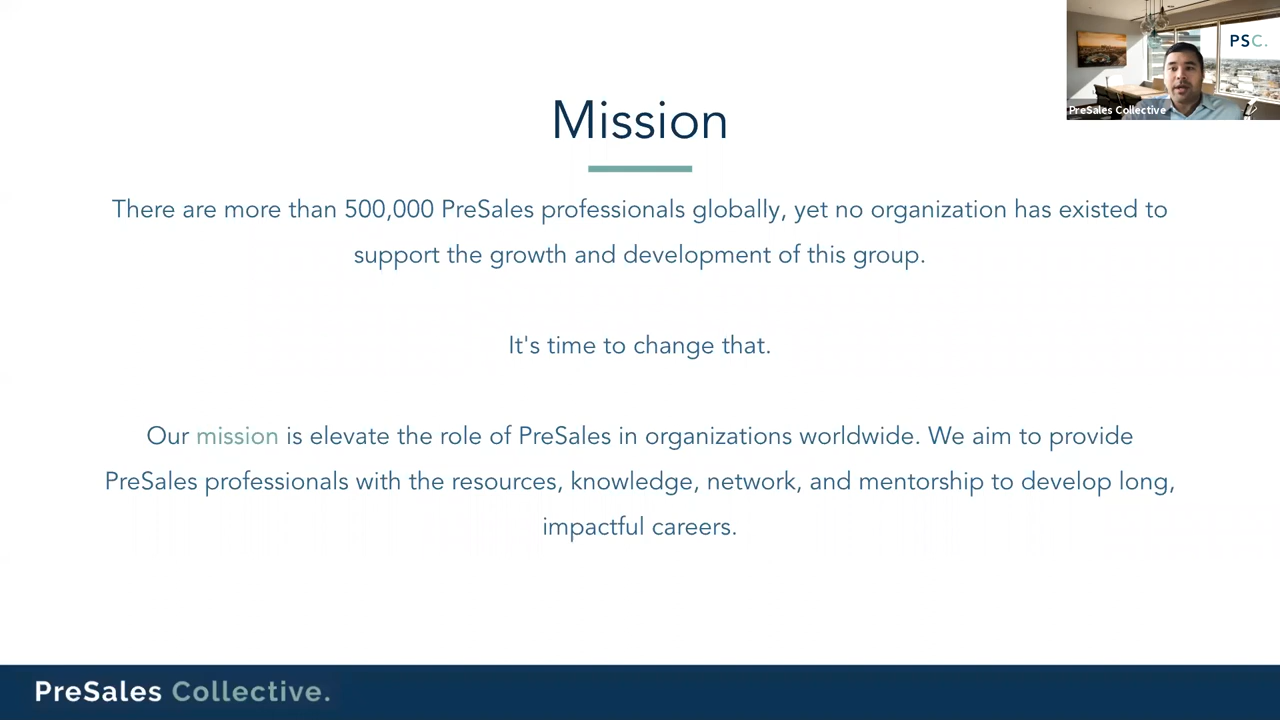 PSC.
PreSales Collective
Mission
There are more than 500,000 PreSales professionals globally, yet no organization has existed to
support the growth and development of this group.
It's time to change that.
Our mission is elevate the role of PreSales in organizations worldwide. We aim to provide
PreSales professionals with the resources, knowledge, network, and mentorship to develop long,
impactful careers.
PreSales Collective.